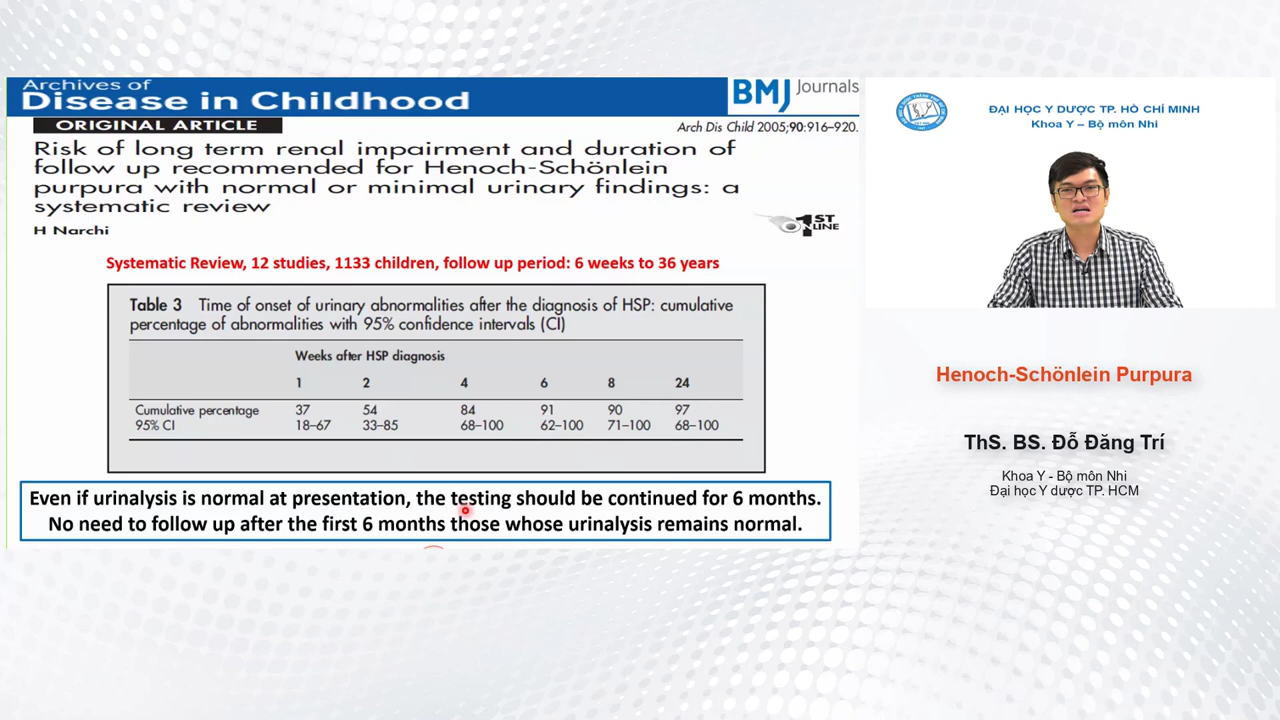 Archives of
Disease in Childhood
BMJ Journals
ORIGINAL ARTICLE
Arch Dis Child 2005;90:916–920.
Risk of long term renal impairment and duration of
follow up recommended for Henoch-Schönlein
purpura with normal or minimal urinary findings: a
systematic review
H Narchi
1ST
ONLINE
Systematic Review, 12 studies, 1133 children, follow up period: 6 weeks to 36 years
Table 3 Time of onset of urinary abnormalities after the diagnosis of HSP: cumulative
percentage of abnormalities with 95% confidence intervals (CI)
Weeks after HSP diagnosis
1 2 4 6 8 24
Cumulative percentage 37 54 84 91 90 97
95% CI 18–67 33–85 68–100 62–100 71–100 68–100
Even if urinalysis is normal at presentation, the testing should be continued for 6 months.
No need to follow up after the first 6 months those whose urinalysis remains normal.
ĐẠI HỌC Y DƯỢC TP. HỒ CHÍ MINH
Khoa Y – Bộ môn Nhi
Henoch-Schönlein Purpura
ThS. BS. Đỗ Đăng Trí
Khoa Y - Bộ môn Nhi
Đại học Y dược TP. HCM